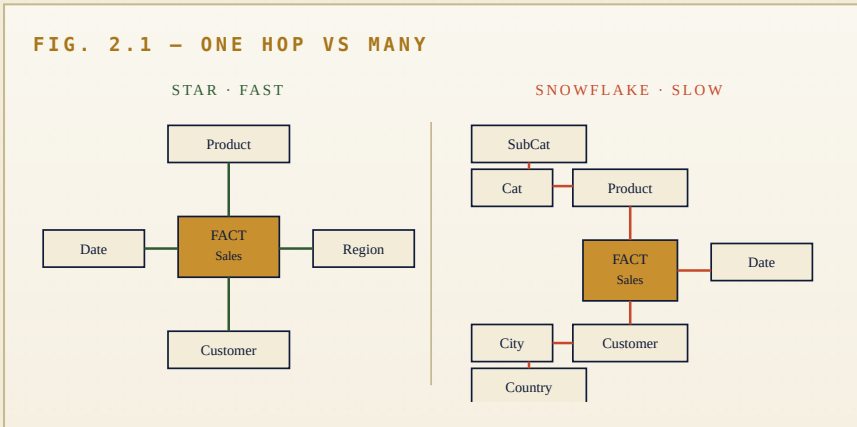 FIG. 2.1 — ONE HOP VS MANY
STAR · FAST
Product
Date
FACT
Sales
Region
Customer
SNOWFLAKE · SLOW
SubCat
Cat
Product
FACT
Sales
Date
City
Customer
Country